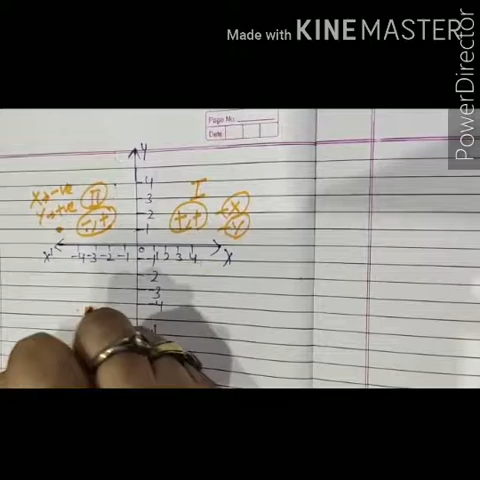 Made with KINEMASTER
PowerDirector
Page No.
Date
Y
4
3
2
1
I
+,+
X
Y
X→-ve
Y→+ve
II
-,+
X' -4 -3 -2 -1 0 1 2 3 4 X
-1
2
-3
-4